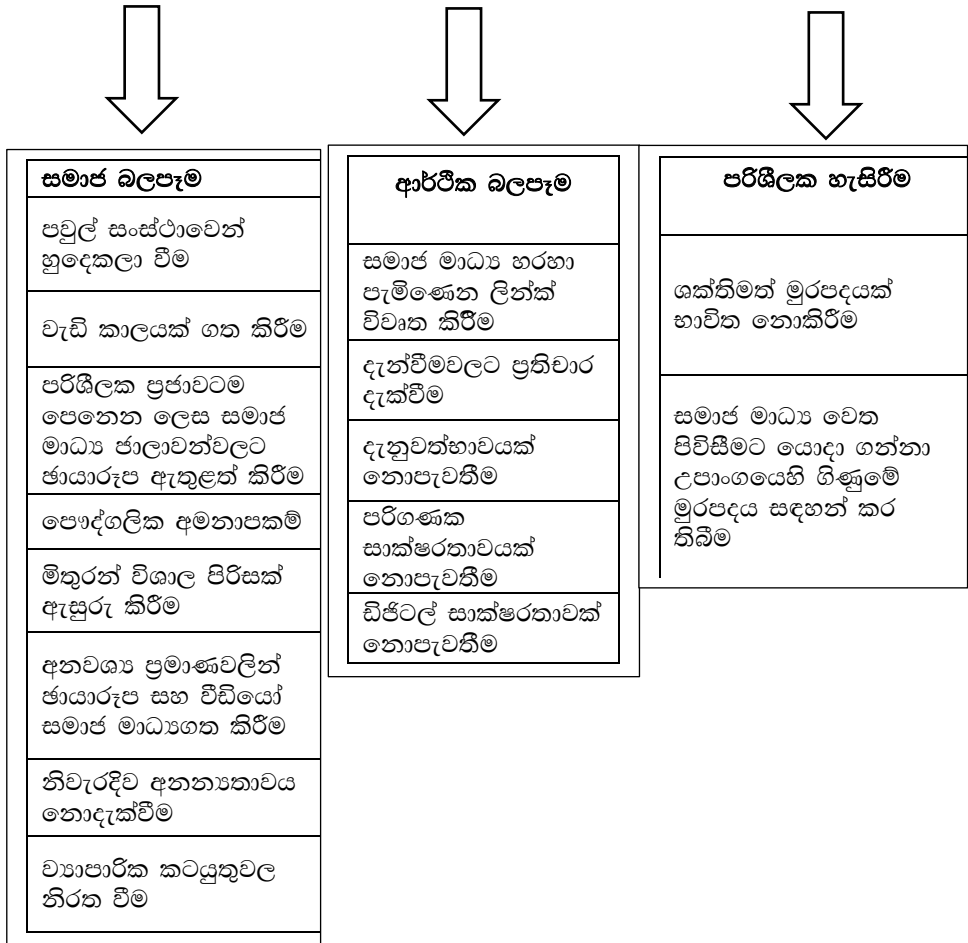 සමාජ බලපෑම
පවුල් සංස්ථාවෙන්
හුදෙකලා වීම
වැඩි කාලයක් ගත කිරීම
පරිශීලක ප්‍රජාවටම
පෙනෙන ලෙස සමාජ
මාධ්‍ය ජාලාවන්වලට
ඡායාරූප ඇතුළත් කිරීම
පෞද්ගලික අමනාපකම්
මිතුරන් විශාල පිරිසක්
ඇසුරු කිරීම
අනවශ්‍ය ප්‍රමාණවලින්
ඡායාරූප සහ වීඩියෝ
සමාජ මාධ්‍යගත කිරීම
නිවැරදිව අනන්‍යතාවය
නොදැක්වීම
ව්‍යාපාරික කටයුතුවල
නිරත වීම
ආර්ථික බලපෑම
සමාජ මාධ්‍ය හරහා
පැමිණෙන ලින්ක්
විවෘත කිරීම
දැන්වීම්වලට ප්‍රතිචාර
දැක්වීම
දැනුවත්භාවයක්
නොපැවතීම
පරිගණක
සාක්ෂරතාවයක්
නොපැවතීම
ඩිජිටල් සාක්ෂරතාවක්
නොපැවතීම
පරිශීලක හැසිරීම
ශක්තිමත් මුරපදයක්
භාවිත නොකිරීම
සමාජ මාධ්‍ය වෙත
පිවිසීමට යොදා ගන්නා
උපාංගයෙහි ගිණුමේ
මුරපදය සඳහන් කර
තිබීම